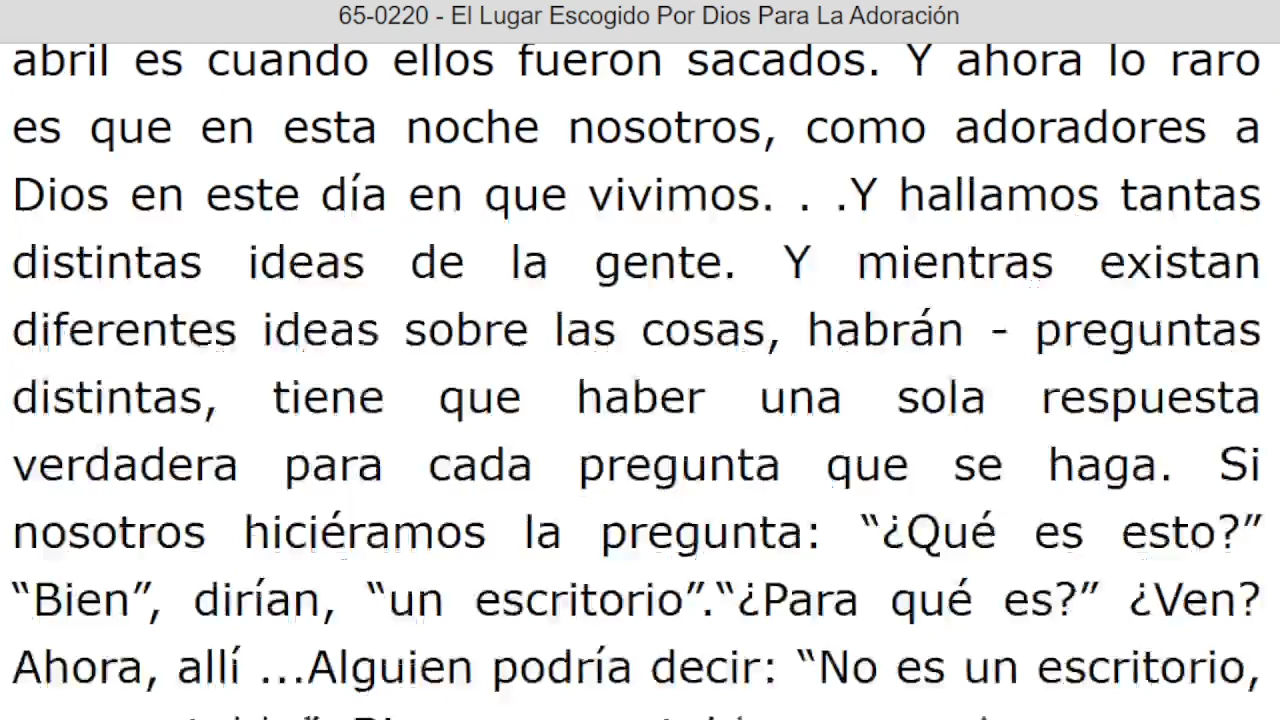 65-0220 - El Lugar Escogido Por Dios Para La Adoración
abril es cuando ellos fueron sacados. Y ahora lo raro
es que en esta noche nosotros, como adoradores a
Dios en este día en que vivimos. . .Y hallamos tantas
distintas ideas de la gente. Y mientras existan
diferentes ideas sobre las cosas, habrán - preguntas
distintas, tiene que haber una sola respuesta
verdadera para cada pregunta que se haga. Si
nosotros hiciéramos la pregunta: “¿Qué es esto?”
“Bien”, dirían, “un escritorio”.“¿Para qué es?” ¿Ven?
Ahora, allí ...Alguien podría decir: “No es un escritorio,